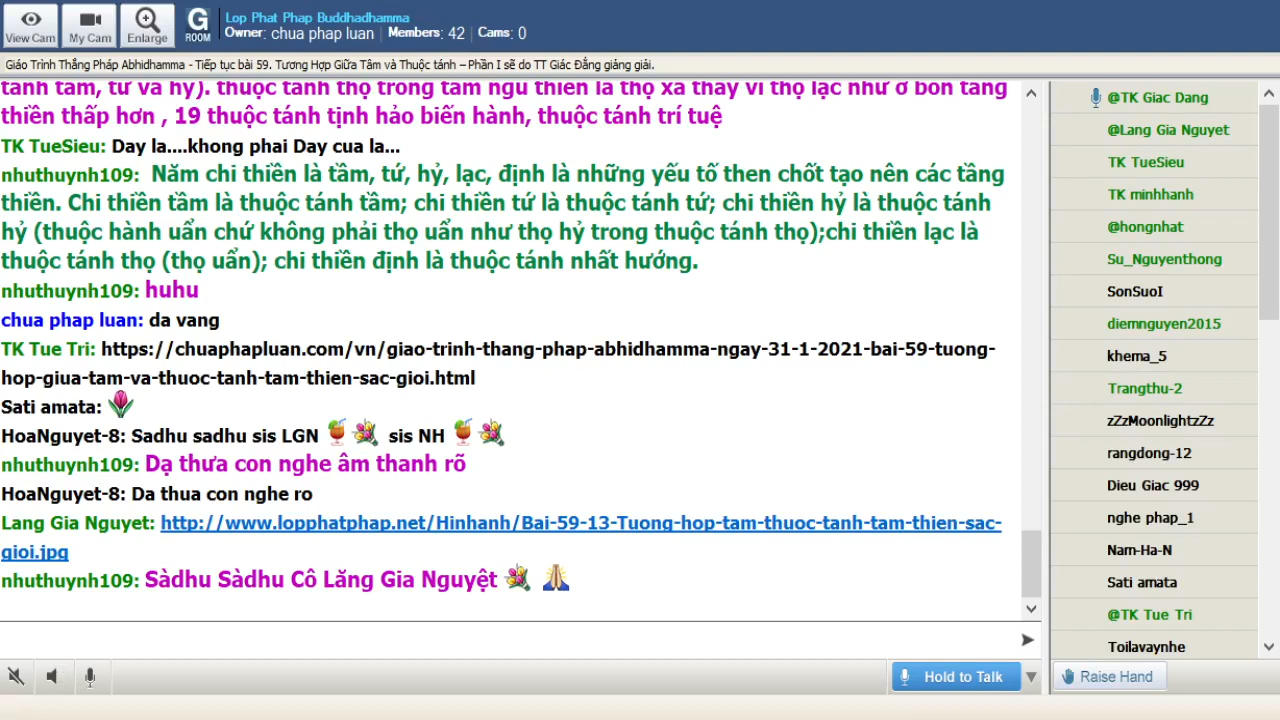 View Cam
My Cam
Enlarge
G
ROOM
Lop Phat Phap Buddhadhamma
Owner: chua phap luan | Members: 42 | Cams: 0
Giáo Trình Thắng Pháp Abhidhamma - Tiếp tục bài 59. Tương Hợp Giữa Tâm và Thuộc tánh – Phần I sẽ do TT Giác Đẳng giảng giải.
tánh tầm, tứ và hỷ). thuộc tánh thọ trong tâm ngũ thiền là thọ xả thay vì thọ lạc như ở bốn tầng
thiền thấp hơn , 19 thuộc tánh tịnh hảo biến hành, thuộc tánh trí tuệ
TK TueSieu: Day la....khong phai Day cua la...
nhuthuynh109: Năm chi thiền là tầm, tứ, hỷ, lạc, định là những yếu tố then chốt tạo nên các tầng
thiền. Chi thiền tầm là thuộc tánh tầm; chi thiền tứ là thuộc tánh tứ; chi thiền hỷ là thuộc tánh
hỷ (thuộc hành uẩn chứ không phải thọ uẩn như thọ hỷ trong thuộc tánh thọ);chi thiền lạc là
thuộc tánh thọ (thọ uẩn); chi thiền định là thuộc tánh nhất hướng.
nhuthuynh109: huhu
chua phap luan: da vang
TK Tue Tri: https://chuaphapluan.com/vn/giao-trinh-thang-phap-abhidhamma-ngay-31-1-2021-bai-59-tuong-
hop-giua-tam-va-thuoc-tanh-tam-thien-sac-gioi.html
Sati amata:
HoaNguyet-8: Sadhu sadhu sis LGN sis NH
nhuthuynh109: Dạ thưa con nghe âm thanh rõ
HoaNguyet-8: Da thua con nghe ro
Lang Gia Nguyet: http://www.lopphatphap.net/Hinhanh/Bai-59-13-Tuong-hop-tam-thuoc-tanh-tam-thien-sac-
gioi.jpg
nhuthuynh109: Sàdhu Sàdhu Cô Lăng Gia Nguyệt
@TK Giac Dang
@Lang Gia Nguyet
TK TueSieu
TK minhhanh
@hongnhat
Su_Nguyenthong
SonSuoI
diemnguyen2015
khema_5
Trangthu-2
zZzMoonlightzZz
rangdong-12
Dieu Giac 999
nghe phap_1
Nam-Ha-N
Sati amata
@TK Tue Tri
Toilavaynhe
Hold to Talk
Raise Hand